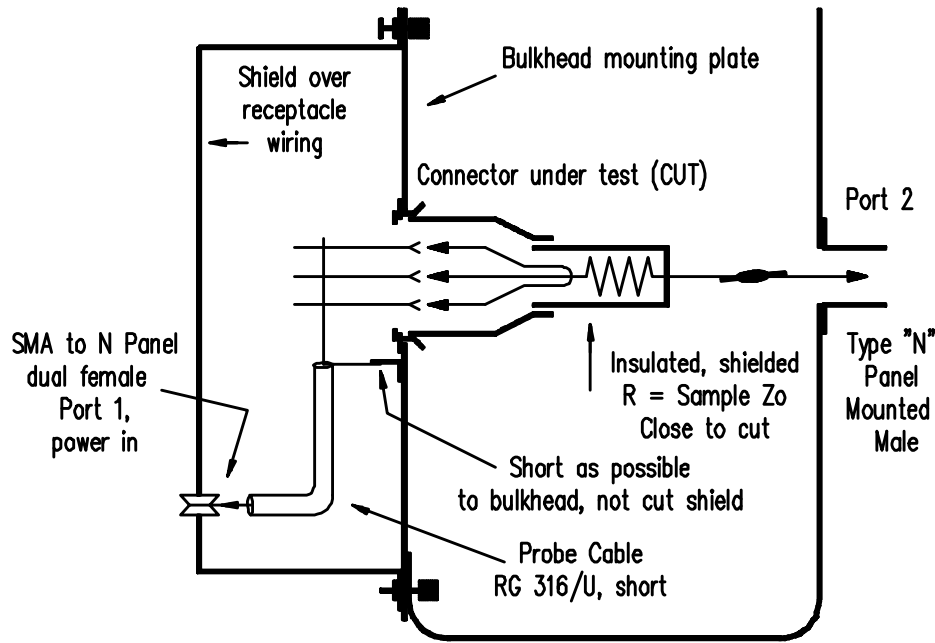 Shield over
receptacle
wiring
Bulkhead mounting plate
Connector under test (CUT)
Port 2
SMA to N Panel
dual female
Port 1,
power in
Insulated, shielded
R = Sample Zo
Close to cut
Type "N"
Panel
Mounted
Male
Short as possible
to bulkhead, not cut shield
Probe Cable
RG 316/U, short